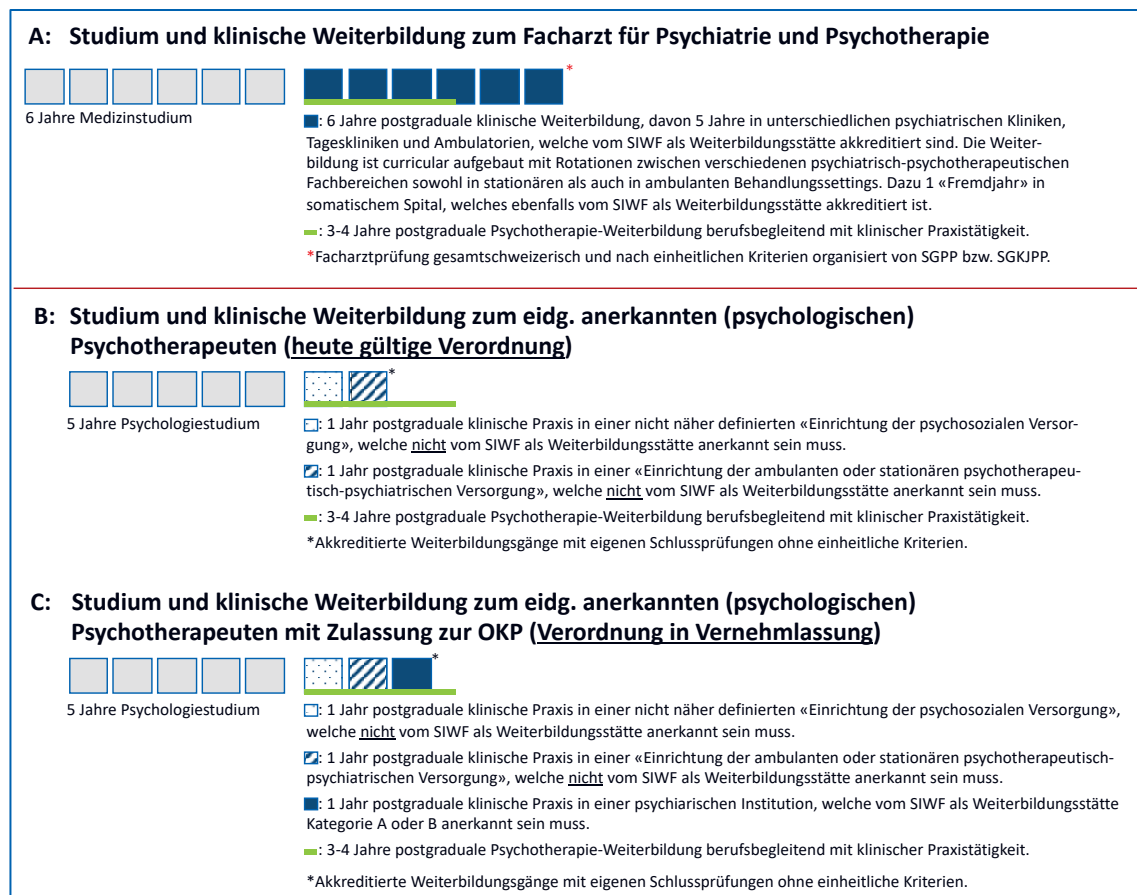 A: Studium und klinische Weiterbildung zum Facharzt für Psychiatrie und Psychotherapie
*
6 Jahre Medizinstudium
: 6 Jahre postgraduale klinische Weiterbildung, davon 5 Jahre in unterschiedlichen psychiatrischen Kliniken,
Tageskliniken und Ambulatorien, welche vom SIWF als Weiterbildungsstätte akkreditiert sind. Die Weiter-
bildung ist curricular aufgebaut mit Rotationen zwischen verschiedenen psychiatrisch-psychotherapeutischen
Fachbereichen sowohl in stationären als auch in ambulanten Behandlungssettings. Dazu 1 «Fremdjahr» in
somatischem Spital, welches ebenfalls vom SIWF als Weiterbildungsstätte akkreditiert ist.
: 3-4 Jahre postgraduale Psychotherapie-Weiterbildung berufsbegleitend mit klinischer Praxistätigkeit.
*Facharztprüfung gesamtschweizerisch und nach einheitlichen Kriterien organisiert von SGPP bzw. SGKJPP.
B: Studium und klinische Weiterbildung zum eidg. anerkannten (psychologischen)
Psychotherapeuten (heute gültige Verordnung)
*
5 Jahre Psychologiestudium
: 1 Jahr postgraduale klinische Praxis in einer nicht näher definierten «Einrichtung der psychosozialen Versor-
gung», welche nicht vom SIWF als Weiterbildungsstätte anerkannt sein muss.
: 1 Jahr postgraduale klinische Praxis in einer «Einrichtung der ambulanten oder stationären psychotherapeu-
tisch-psychiatrischen Versorgung», welche nicht vom SIWF als Weiterbildungsstätte anerkannt sein muss.
: 3-4 Jahre postgraduale Psychotherapie-Weiterbildung berufsbegleitend mit klinischer Praxistätigkeit.
*Akkreditierte Weiterbildungsgänge mit eigenen Schlussprüfungen ohne einheitliche Kriterien.
C: Studium und klinische Weiterbildung zum eidg. anerkannten (psychologischen)
Psychotherapeuten mit Zulassung zur OKP (Verordnung in Vernehmlassung)
*
5 Jahre Psychologiestudium
: 1 Jahr postgraduale klinische Praxis in einer nicht näher definierten «Einrichtung der psychosozialen Versorgung»,
welche nicht vom SIWF als Weiterbildungsstätte anerkannt sein muss.
: 1 Jahr postgraduale klinische Praxis in einer «Einrichtung der ambulanten oder stationären psychotherapeutisch-
psychiatrischen Versorgung», welche nicht vom SIWF als Weiterbildungsstätte anerkannt sein muss.
: 1 Jahr postgraduale klinische Praxis in einer psychiarischen Institution, welche vom SIWF als Weiterbildungsstätte
Kategorie A oder B anerkannt sein muss.
: 3-4 Jahre postgraduale Psychotherapie-Weiterbildung berufsbegleitend mit klinischer Praxistätigkeit.
*Akkreditierte Weiterbildungsgänge mit eigenen Schlussprüfungen ohne einheitliche Kriterien.